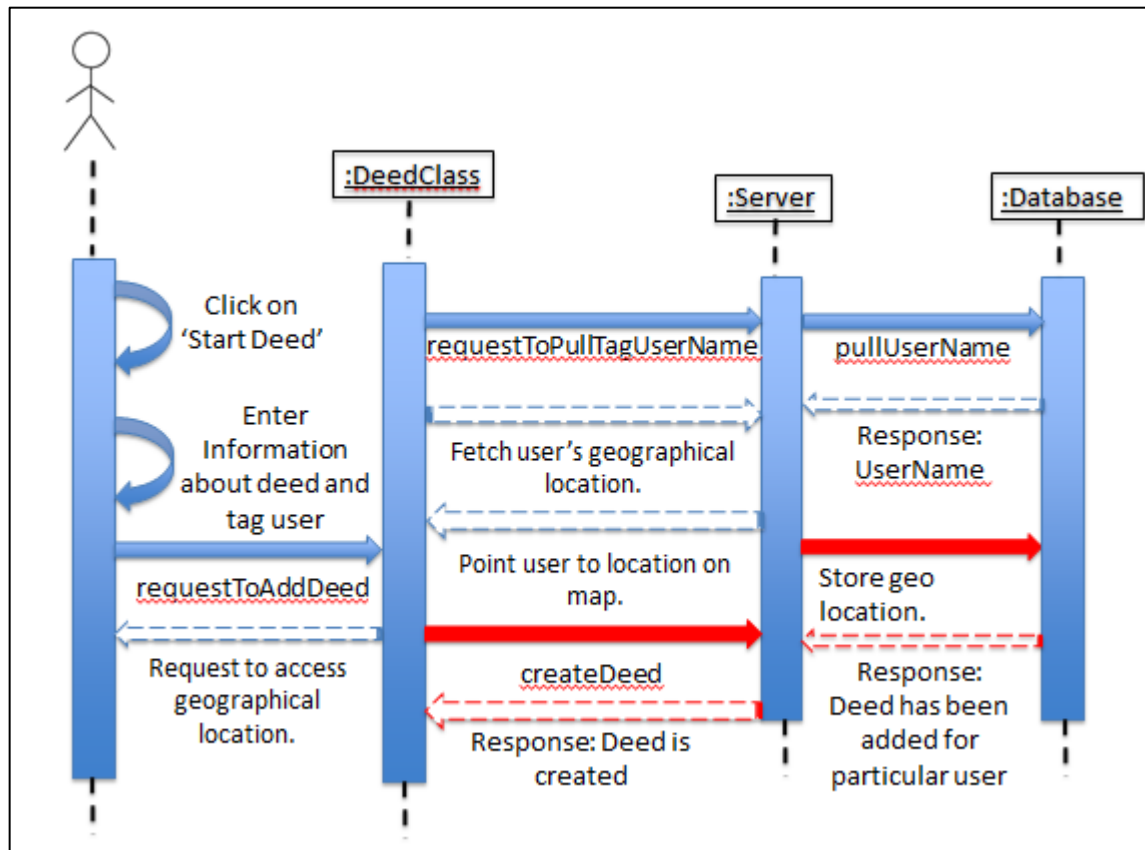 :DeedClass
:Server
:Database
Click on
‘Start Deed’
Enter
Information
about deed and
tag user
requestToAddDeed
Request to access
geographical
location.
requestToPullTagUserName
Fetch user’s geographical
location.
Point user to location on
map.
createDeed
Response: Deed is
created
pullUserName
Response:
UserName
Store geo
location.
Response:
Deed has been
added for
particular user